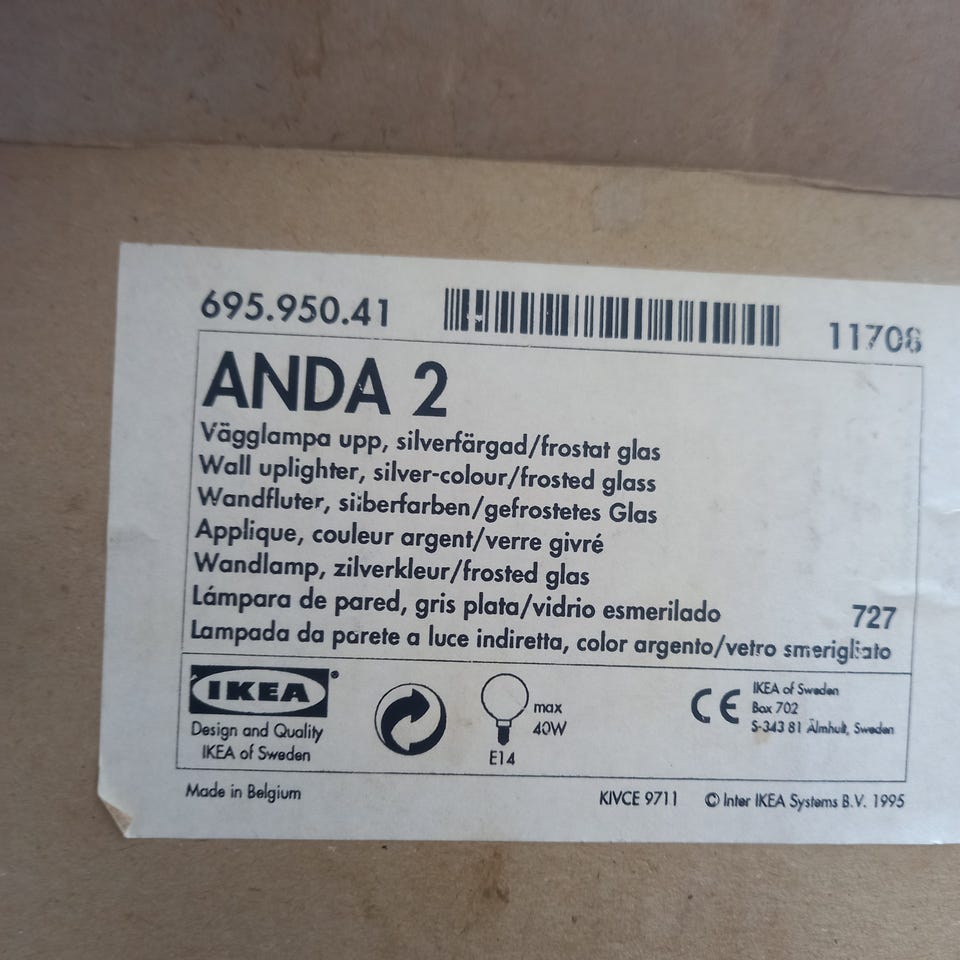 695.950.41 11708
ANDA 2
Vägglampa upp, silverfärgad/frostat glas
Wall uplighter, silver-colour/frosted glass
Wandfluter, silberfarben/gefrostetes Glas
Applique, couleur argent/verre givré
Wandlamp, zilverkleur/frosted glas
Lámpara de pared, gris plata/vidrio esmerilado 727
Lampada da parete a luce indiretta, color argento/vetro smerigliato
IKEA®
Design and Quality
IKEA of Sweden
max
40W
E14
CE
IKEA of Sweden
Box 702
S-343 81 Älmhult, Sweden
Made in Belgium
KIVCE 9711 © Inter IKEA Systems B.V. 1995